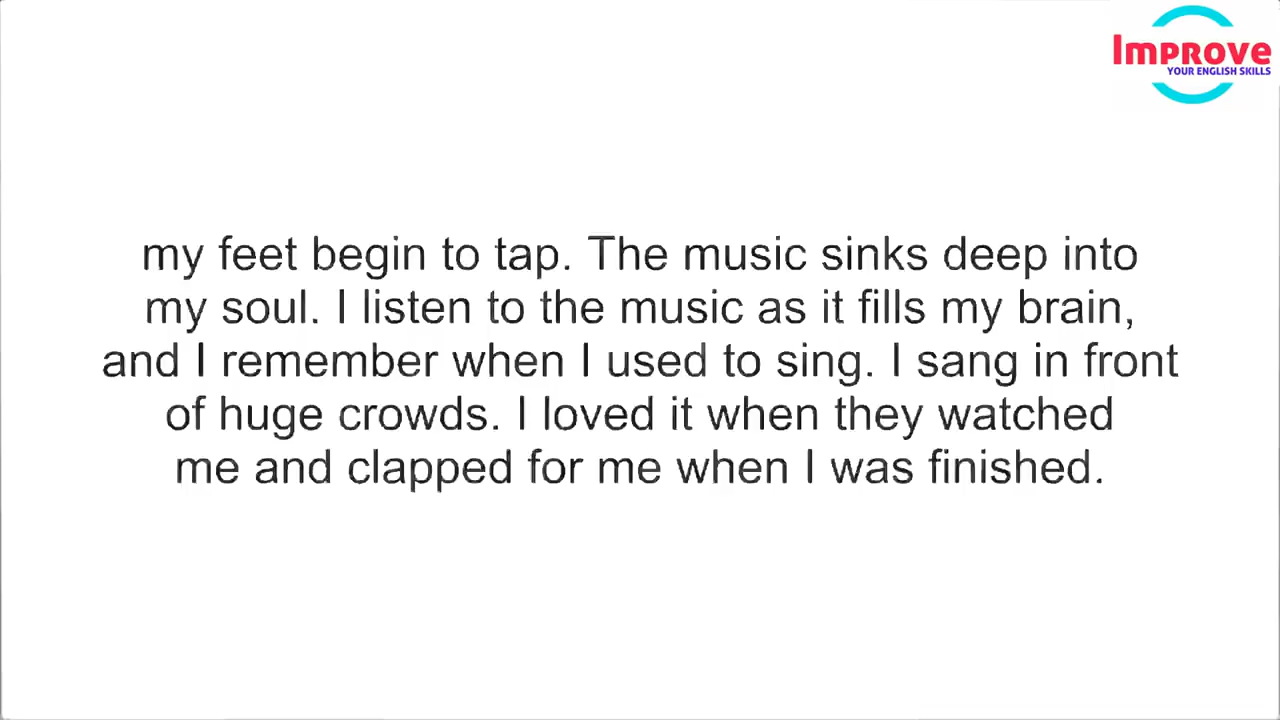 Improve
YOUR ENGLISH SKILLS
my feet begin to tap. The music sinks deep into
my soul. I listen to the music as it fills my brain,
and I remember when I used to sing. I sang in front
of huge crowds. I loved it when they watched
me and clapped for me when I was finished.